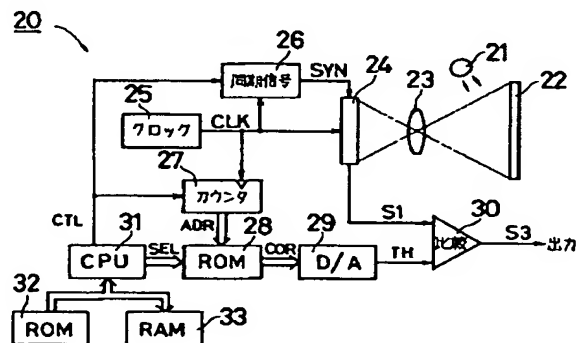 20
26
同期信号
SYN
24
23
21
22
25
クロック
CLK
27
カウンタ
ADR
CTL
31
CPU
SEL
28
ROM
COR
29
D/A
TH
S1
30
比較
S3
出力
32
ROM
RAM
33